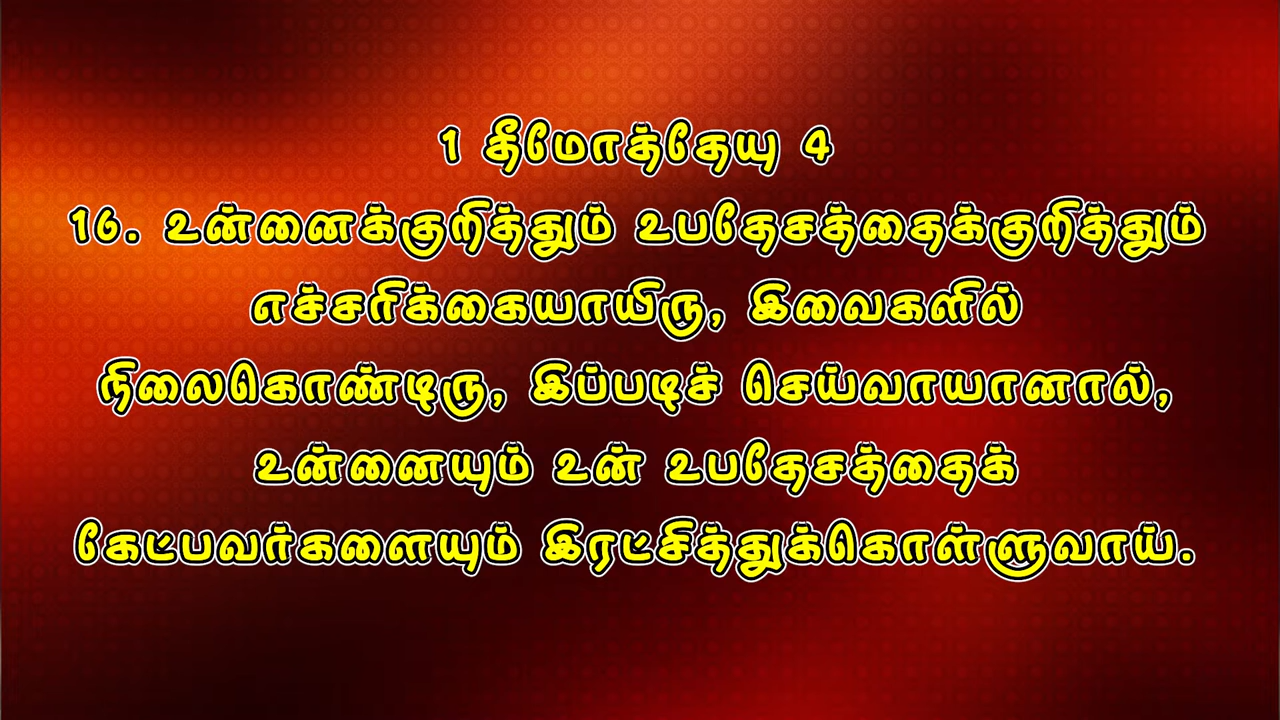 1 தீமோத்தேயு 4
16. உன்னைக்குறித்தும் உபதேசத்தைக்குறித்தும்
எச்சரிக்கையாயிரு, இவைகளில்
நிலைகொண்டிரு, இப்படிச் செய்வாயானால்,
உன்னையும் உன் உபதேசத்தைக்
கேட்பவர்களையும் இரட்சித்துக்கொள்ளுவாய்.